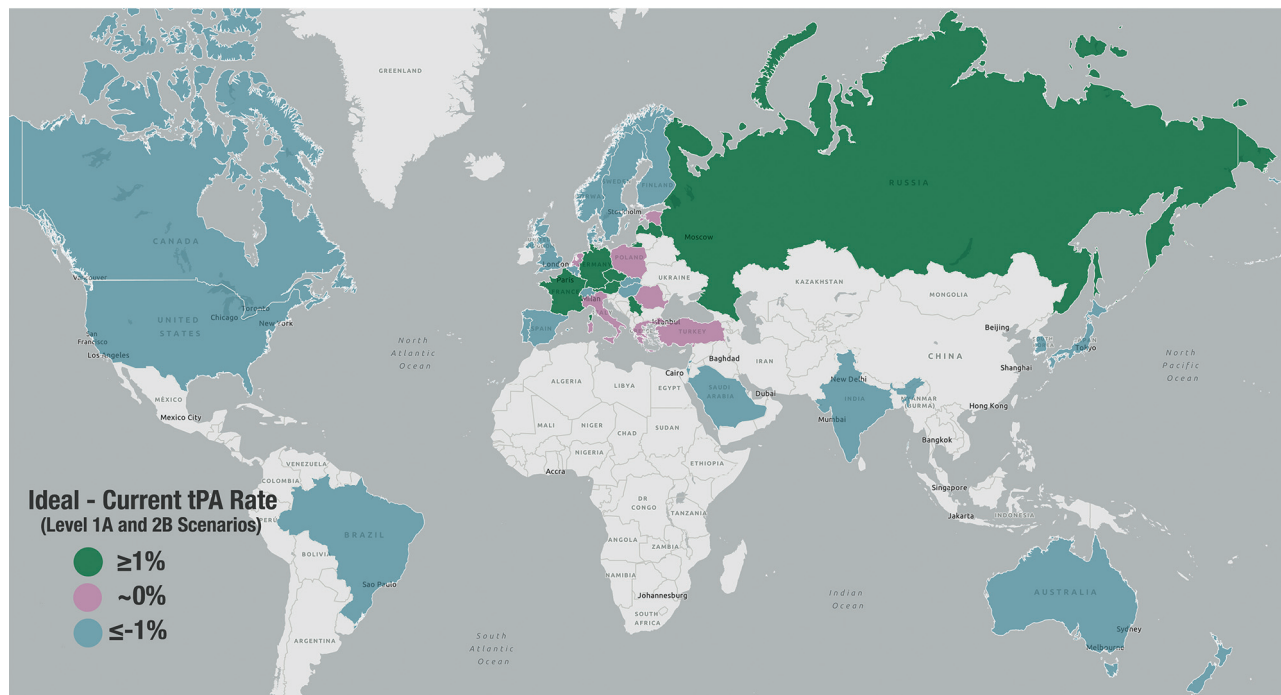 GREENLAND
RUSSIA
SWEDEN
FINLAND
Stockholm
Moscow
CANADA
London
POLAND
GERMANY
Vancouver
Paris
UKRAINE
KAZAKHSTAN
FRANCE
Milan
MONGOLIA
Toronto
UNITED
STATES
Chicago
New York
San
Francisco
Los Angeles
SPAIN
Istanbul
TURKEY
Beijing
North
Atlantic
Ocean
Tokyo
North
Pacific
Ocean
Baghdad
IRAN
CHINA
Shanghai
Cairo
ALGERIA
LIBYA
EGYPT
New Delhi
SAUDI
ARABIA
Dubai
INDIA
MYANMAR
(BURMA)
Hong Kong
MÉXICO
Mexico City
Mumbai
MALI
NIGER
CHAD
SUDAN
Bangkok
NIGERIA
ETHIOPIA
VENEZUELA
Accra
COLOMBIA
Singapore
DR
CONGO
TANZANIA
Jakarta
INDONESIA
Ideal - Current tPA Rate
(Level 1A and 2B Scenarios)
PERÚ
BRAZIL
ANGOLA
ZAMBIA
BOLIVIA
≥1%
NAMIBIA
Sao Paulo
Johannesburg
Indian
Ocean
AUSTRALIA
~0%
SOUTH
AFRICA
Sydney
≤-1%
ARGENTINA
South
Atlantic
Ocean
Melbourne